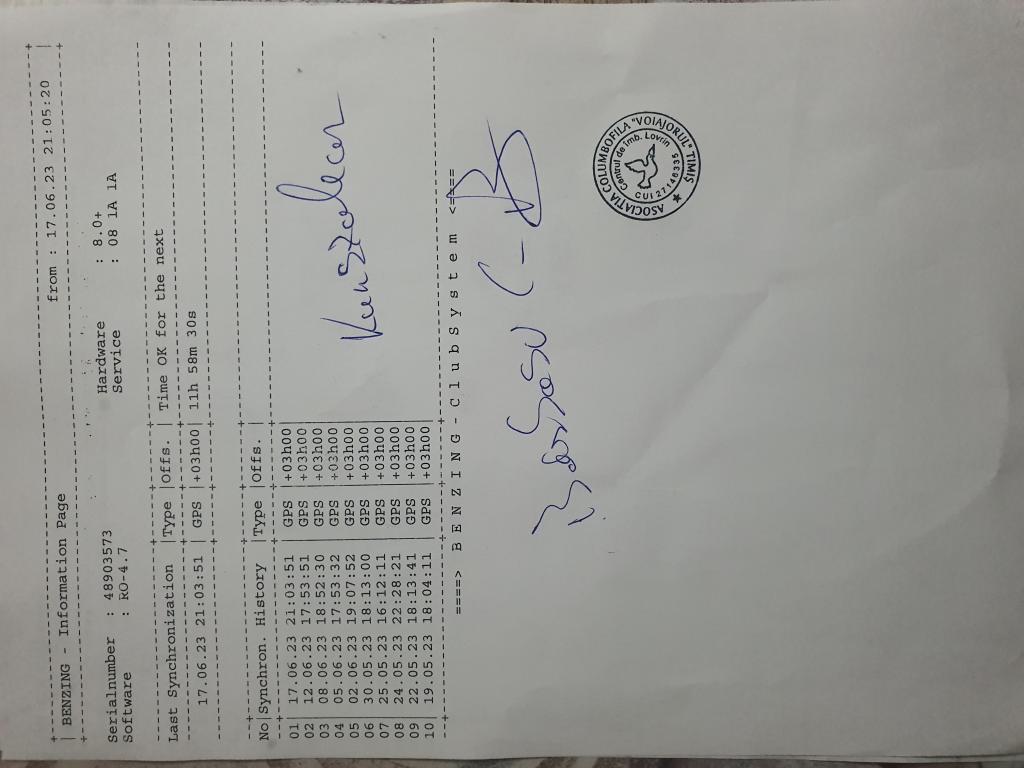 | BENZING - Information Page from : 17.06.23 21:05:20 |
Serialnumber : 48903573 Hardware : 8.0+
Software : RO-4.7 Service : 08 1A 1A
Last Synchronization |Type |Offs. | Time OK for the next
17.06.23 21:03:51 | GPS |+03h00| 11h 58m 30s
No|Synchron. History |Type |Offs. |
01| 17.06.23 21:03:51 | GPS |+03h00|
02| 12.06.23 17:53:51 | GPS |+03h00|
03| 08.06.23 18:52:30 | GPS |+03h00|
04| 05.06.23 17:53:32 | GPS |+03h00|
05| 02.06.23 19:07:52 | GPS |+03h00|
06| 30.05.23 18:13:00 | GPS |+03h00|
07| 25.05.23 16:12:11 | GPS |+03h00|
08| 24.05.23 22:28:21 | GPS |+03h00|
09| 22.05.23 18:13:41 | GPS |+03h00|
10| 19.05.23 18:04:11 | GPS |+03h00|
====> B E N Z I N G - C l u b S y s t e m <====
ASOCIATIA COLUMBOFILA "VOIAJORUL" TIMIS
Centrul de îmb. Lovrin
CUI 27146335